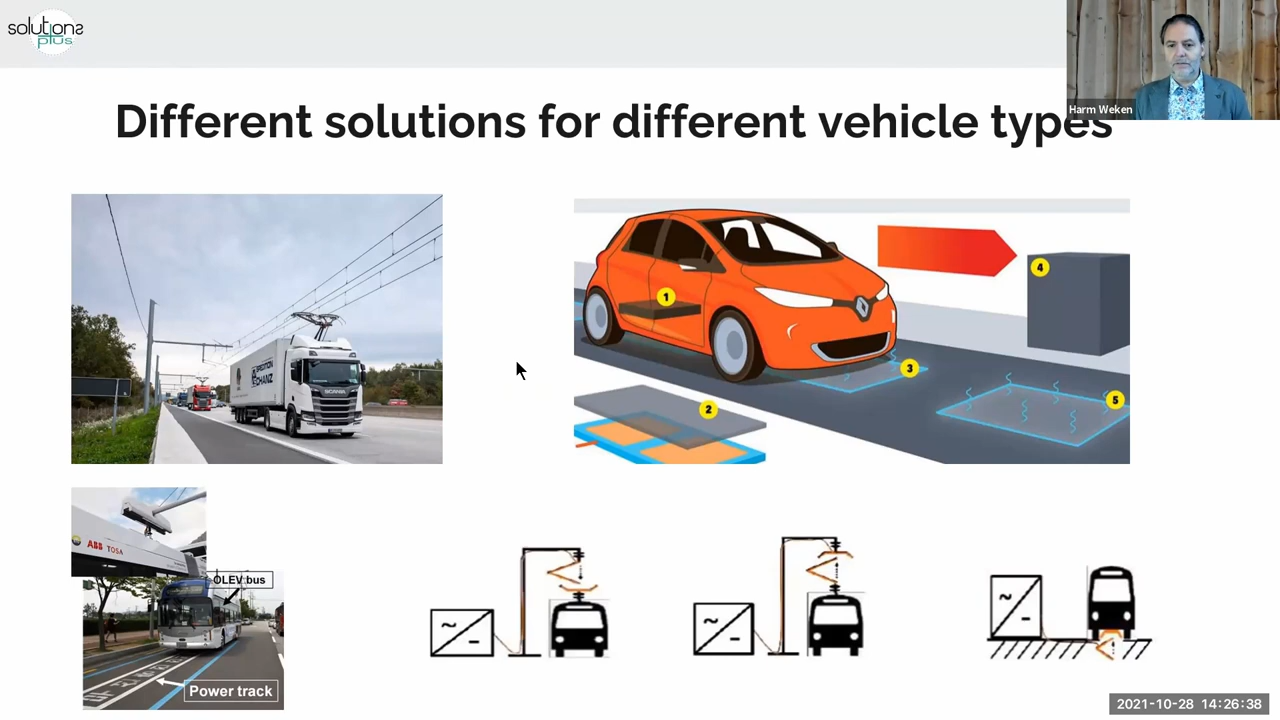 solutions
plus
Harm Weken
Different solutions for different vehicle types
SCANIA
1
2
3
4
5
ABB TOSA
OLEV bus
Power track
~
-
~
-
~
-
2021-10-28 14:26:38